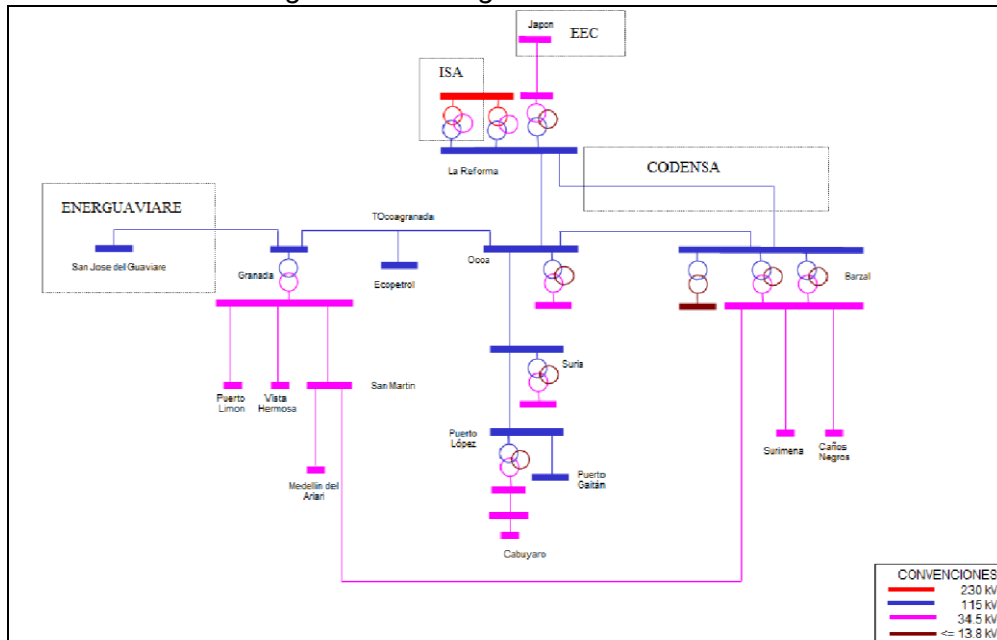 Japon
EEC
ISA
La Reforma
CODENSA
ENERGUAVIARE
San Jose del Guaviare
TOcoagranada
Granada
Ecopetrol
Ocoa
Barzal
Puerto
Limon
Vista
Hermosa
San Martin
Medellin del
Ariari
Suria
Puerto
López
Puerto
Gaitán
Cabuyaro
Surimena
Caños
Negros
CONVENCIONES
230 kV
115 kV
34.5 kV
<= 13.8 kV